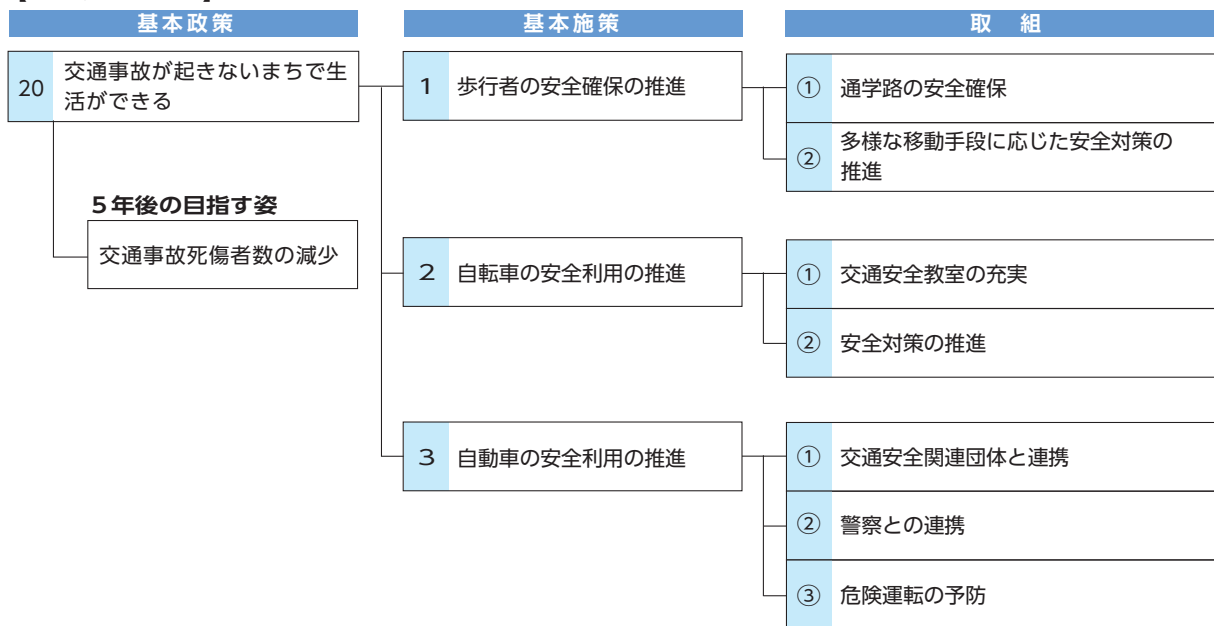 基本政策
基本施策
取　組
20
交通事故が起きないまちで生
活ができる
5年後の目指す姿
交通事故死傷者数の減少
1 歩行者の安全確保の推進
① 通学路の安全確保
② 多様な移動手段に応じた安全対策の
推進
2 自転車の安全利用の推進
① 交通安全教室の充実
② 安全対策の推進
3 自動車の安全利用の推進
① 交通安全関連団体と連携
② 警察との連携
③ 危険運転の予防